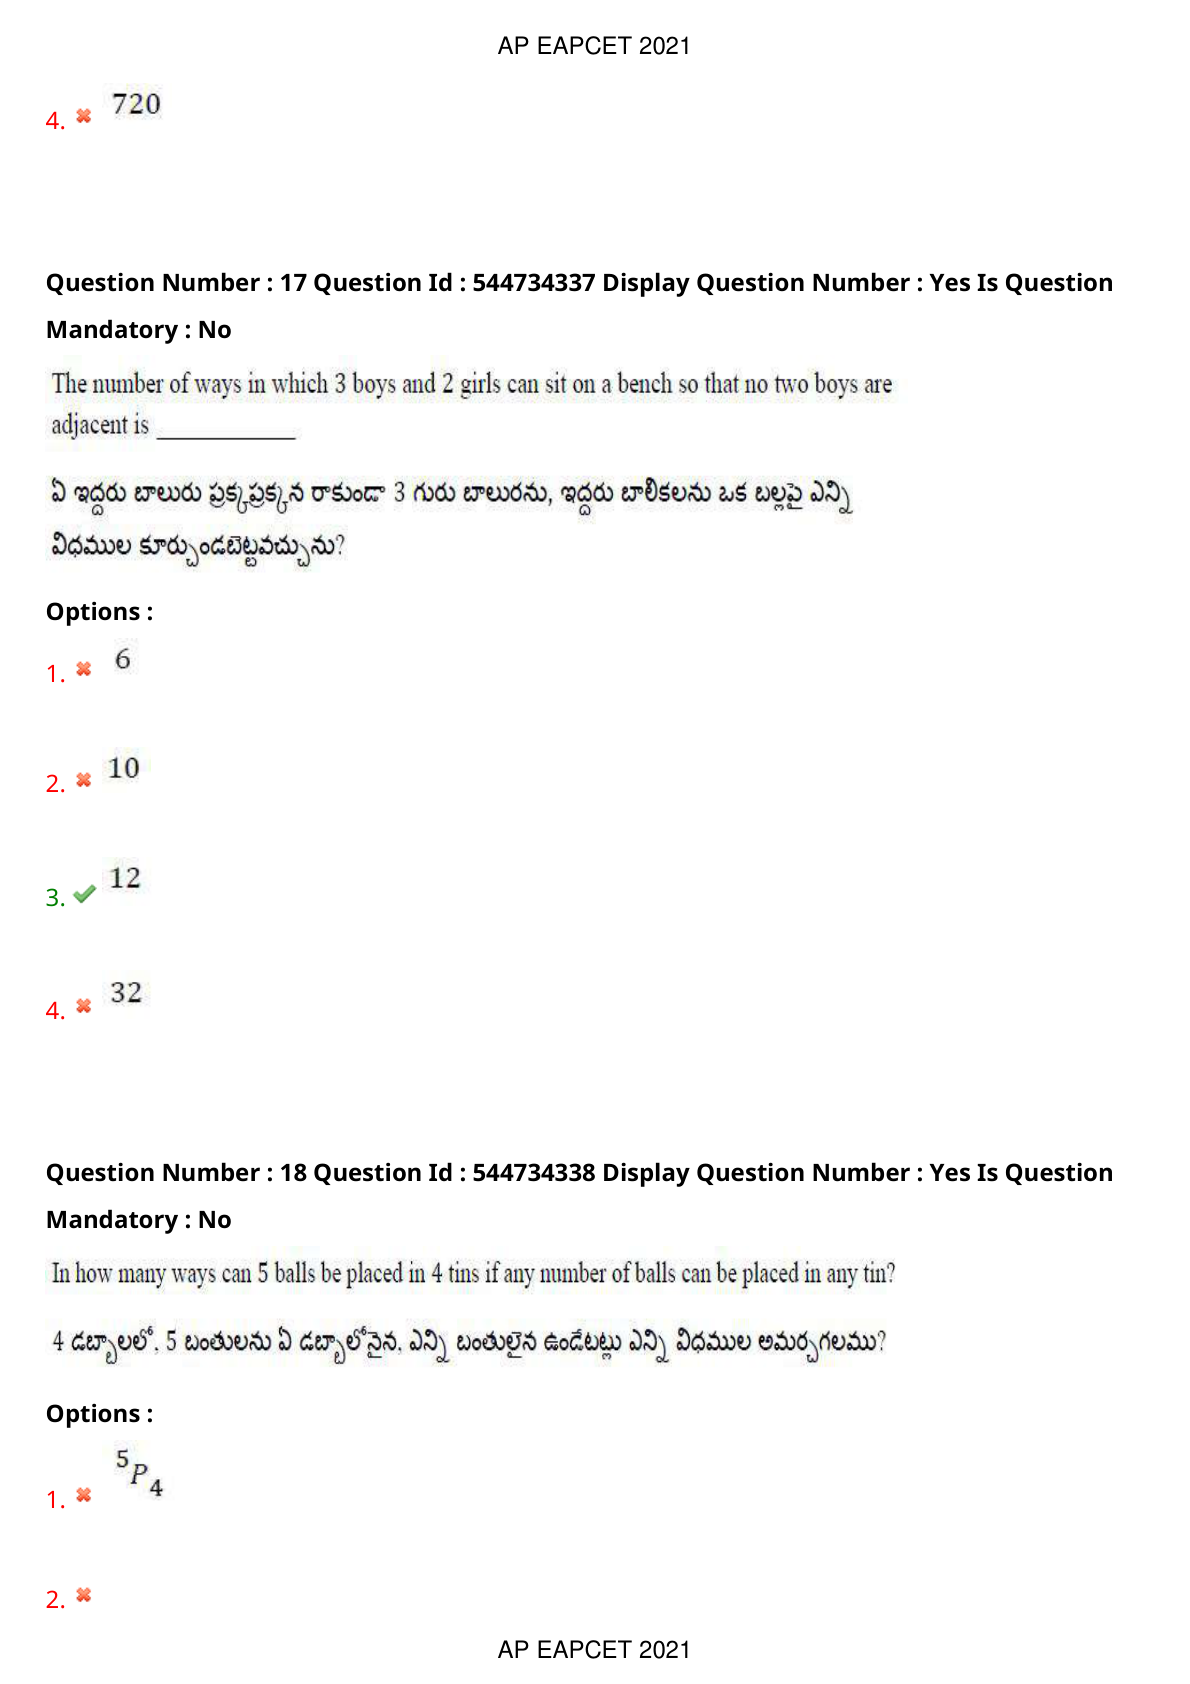 AP EAPCET 2021
4. 720
Question Number : 17 Question Id : 544734337 Display Question Number : Yes Is Question
Mandatory : No
The number of ways in which 3 boys and 2 girls can sit on a bench so that no two boys are
adjacent is ___________
ఏ ఇద్దరు బాలురు ప్రక్కప్రక్కన రాకుండా 3 గురు బాలురను, ఇద్దరు బాలికలను ఒక బల్లపై ఎన్ని
విధముల కూర్చుండబెట్టవచ్చును?
Options :
1. 6
2. 10
3. 12
4. 32
Question Number : 18 Question Id : 544734338 Display Question Number : Yes Is Question
Mandatory : No
In how many ways can 5 balls be placed in 4 tins if any number of balls can be placed in any tin?
4 డబ్బాలలో, 5 బంతులను ఏ డబ్బాలోనైన, ఎన్ని బంతులైన ఉండేటట్లు ఎన్ని విధముల అమర్చగలము?
Options :
1. ⁵P₄
2.
AP EAPCET 2021